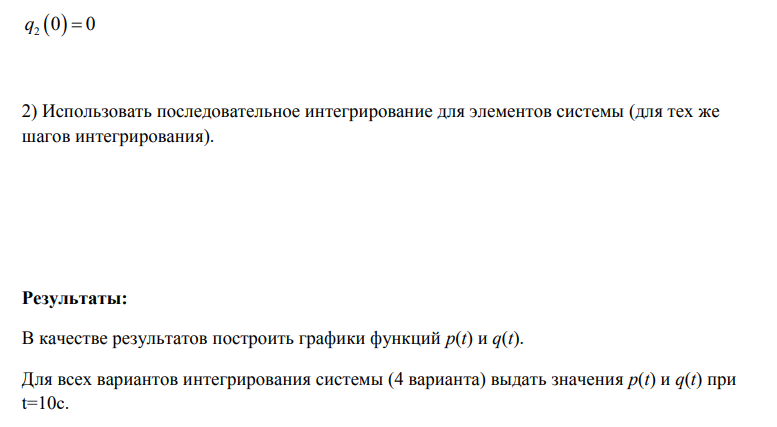 q₂(0)=0
2) Использовать последовательное интегрирование для элементов системы (для тех же
шагов интегрирования).
Результаты:
В качестве результатов построить графики функций p(t) и q(t).
Для всех вариантов интегрирования системы (4 варианта) выдать значения p(t) и q(t) при
t=10с.